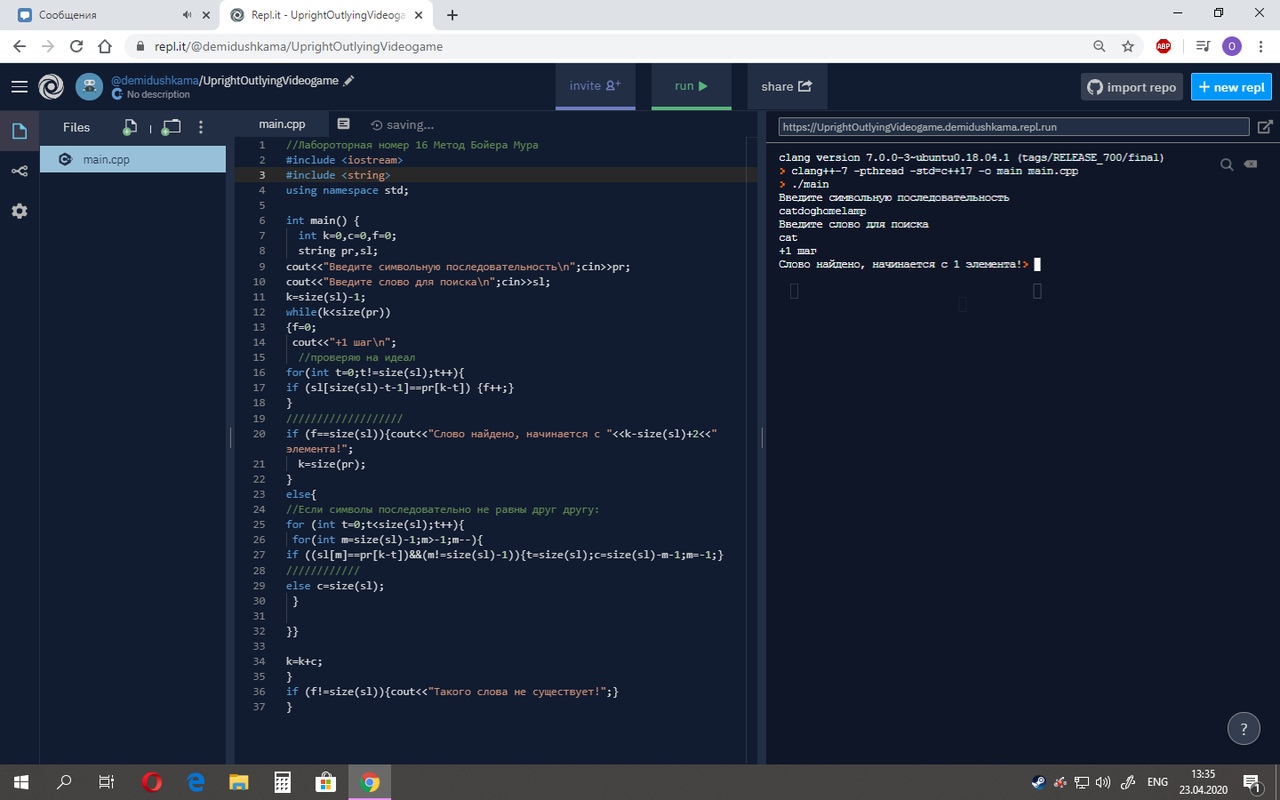 Сообщения
Repl.it - UprightOutlyingVideoga
repl.it/@demidushkama/UprightOutlyingVideogame
ABP
O
@demidushkama/UprightOutlyingVideogame
No description
invite
run
share
import repo
+ new repl
Files
main.cpp
main.cpp
saving...
1 //Лабороторная номер 16 Метод Бойера Мура
2 #include <iostream>
3 #include <string>
4 using namespace std;
5
6 int main() {
7 int k=0,c=0,f=0;
8 string pr,sl;
9 cout<<"Введите символьную последовательность\n";cin>>pr;
10 cout<<"Введите слово для поиска\n";cin>>sl;
11 k=size(sl)-1;
12 while(k<size(pr))
13 {f=0;
14 cout<<"+1 шаг\n";
15 //проверяю на идеал
16 for(int t=0;t!=size(sl);t++){
17 if (sl[size(sl)-t-1]==pr[k-t]) {f++;}
18 }
19 ///////////////////
20 if (f==size(sl)){cout<<"Слово найдено, начинается с "<<k-size(sl)+2<<"
элемента!";
21 k=size(pr);
22 }
23 else{
24 //Если символы последовательно не равны друг другу:
25 for (int t=0;t<size(sl);t++){
26 for(int m=size(sl)-1;m>-1;m--){
27 if ((sl[m]==pr[k-t])&&(m!=size(sl)-1)){t=size(sl);c=size(sl)-m-1;m=-1;}
28 ////////////
29 else c=size(sl);
30 }
31
32 }}
33
34 k=k+c;
35 }
36 if (f!=size(sl)){cout<<"Такого слова не существует!";}
37 }
https://UprightOutlyingVideogame.demidushkama.repl.run
clang version 7.0.0-3~ubuntu0.18.04.1 (tags/RELEASE_700/final)
> clang++-7 -pthread -std=c++17 -o main main.cpp
> ./main
Введите символьную последовательность
catdoghomelamp
Введите слово для поиска
cat
+1 шаг
Слово найдено, начинается с 1 элемента!>
?
ENG
13:35
23.04.2020
1